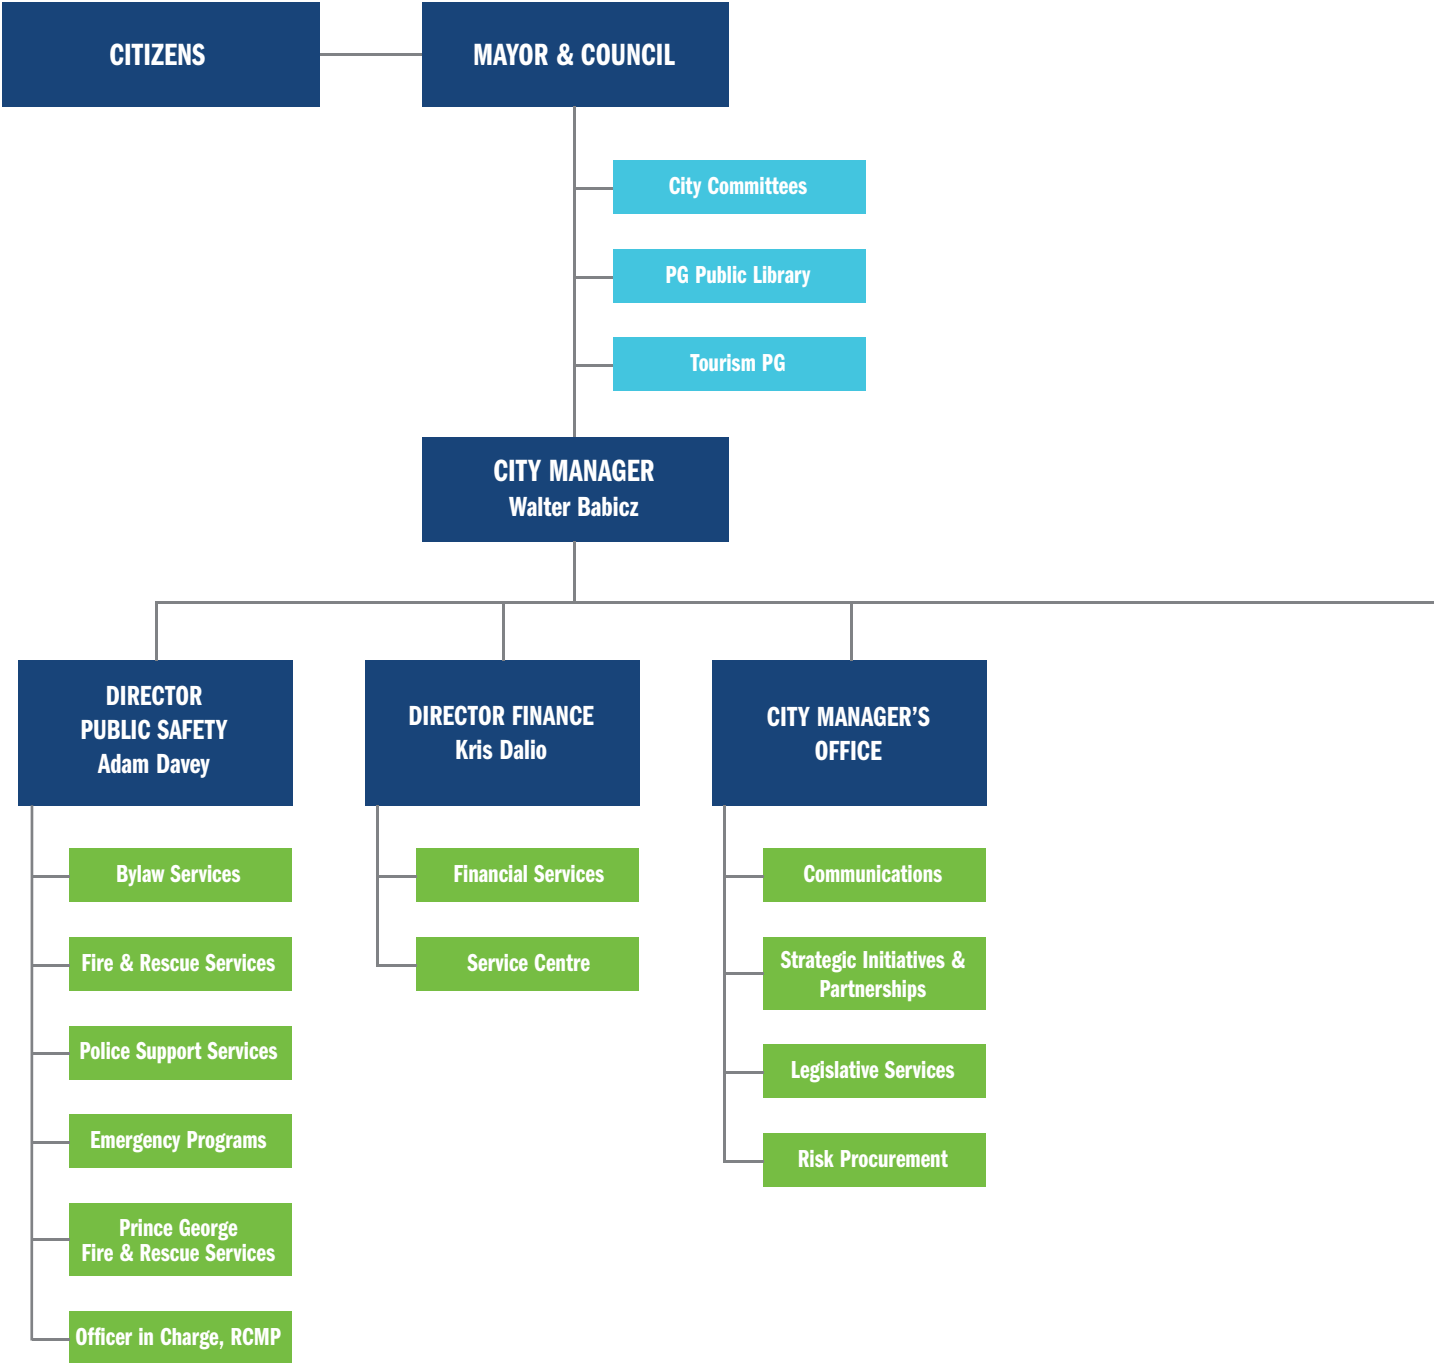 CITIZENS
MAYOR & COUNCIL
City Committees
PG Public Library
Tourism PG
CITY MANAGER
Walter Babicz
DIRECTOR
PUBLIC SAFETY
Adam Davey
DIRECTOR FINANCE
Kris Dalio
CITY MANAGER’S
OFFICE
Bylaw Services
Fire & Rescue Services
Police Support Services
Emergency Programs
Prince George
Fire & Rescue Services
Officer in Charge, RCMP
Financial Services
Service Centre
Communications
Strategic Initiatives &
Partnerships
Legislative Services
Risk Procurement